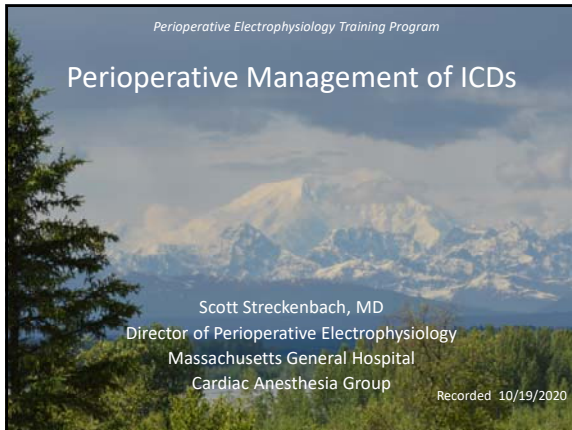 Perioperative Electrophysiology Training Program
Perioperative Management of ICDs
Scott Streckenbach, MD
Director of Perioperative Electrophysiology
Massachusetts General Hospital
Cardiac Anesthesia Group
Recorded 10/19/2020